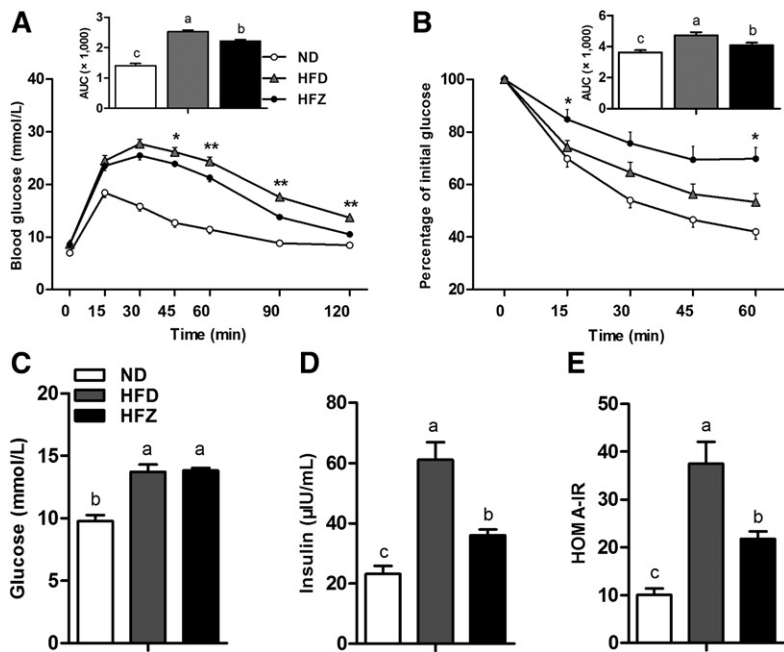 A
AUC (× 1,000)
3
2
1
0
c
a
b
ND
HFD
HFZ
Blood glucose (mmol/L)
40
30
20
10
0
*
**
**
**
0 15 30 45 60 90 120
Time (min)
B
AUC (× 1,000)
6
4
2
0
c
a
b
Percentage of initial glucose
100
80
60
40
20
*
*
0 15 30 45 60
Time (min)
C
ND
HFD
HFZ
Glucose (mmol/L)
20
15
10
5
0
b
a
a
D
Insulin (µIU/mL)
80
60
40
20
0
c
a
b
E
HOMA-IR
50
40
30
20
10
0
c
a
b